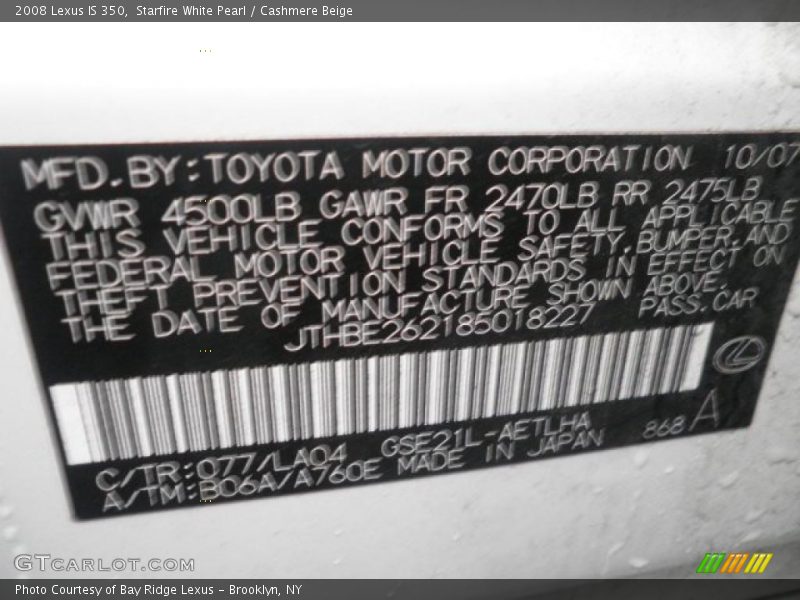 2008 Lexus IS 350,  Starfire White Pearl / Cashmere Beige
MFD. BY: TOYOTA MOTOR CORPORATION 10/07
GVWR 4500LB GAWR FR 2470LB RR 2475LB
THIS VEHICLE CONFORMS TO ALL APPLICABLE
FEDERAL MOTOR VEHICLE SAFETY, BUMPER, AND
THEFT PREVENTION STANDARDS IN EFFECT ON
THE DATE OF MANUFACTURE SHOWN ABOVE.
JTHBE262185018227 PASS. CAR
C/TR: 077/LA04 GSE21L-AETLHA 868 A
A/TM: B06A/A760E MADE IN JAPAN
GTCARLOT.COM
Photo Courtesy of Bay Ridge Lexus – Brooklyn, NY